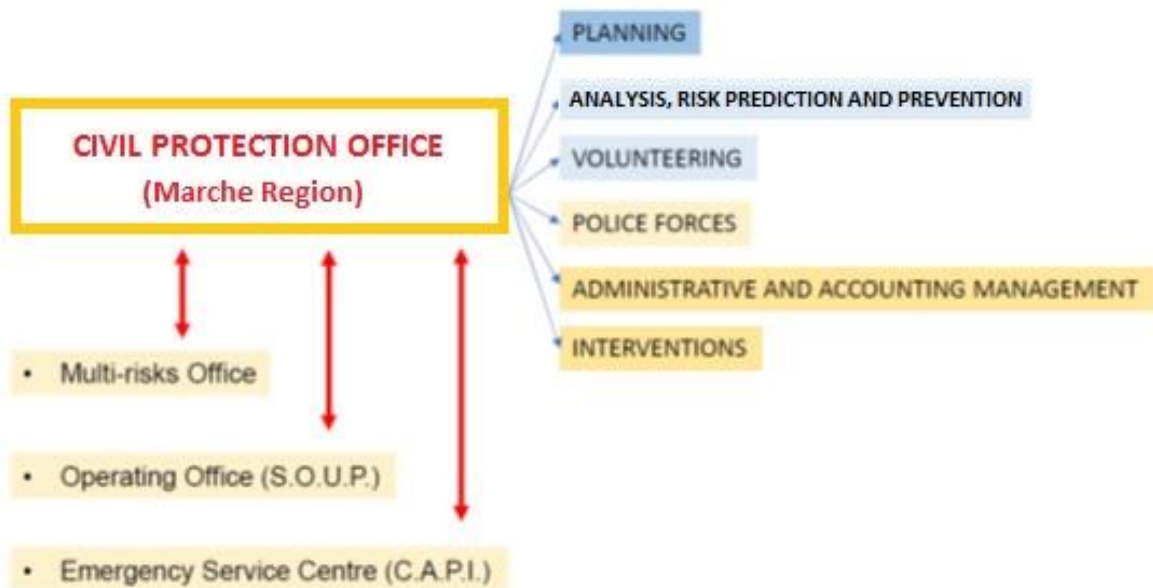 CIVIL PROTECTION OFFICE
(Marche Region)
PLANNING
ANALYSIS, RISK PREDICTION AND PREVENTION
VOLUNTEERING
POLICE FORCES
ADMINISTRATIVE AND ACCOUNTING MANAGEMENT
INTERVENTIONS
• Multi-risks Office
• Operating Office (S.O.U.P.)
• Emergency Service Centre (C.A.P.I.)